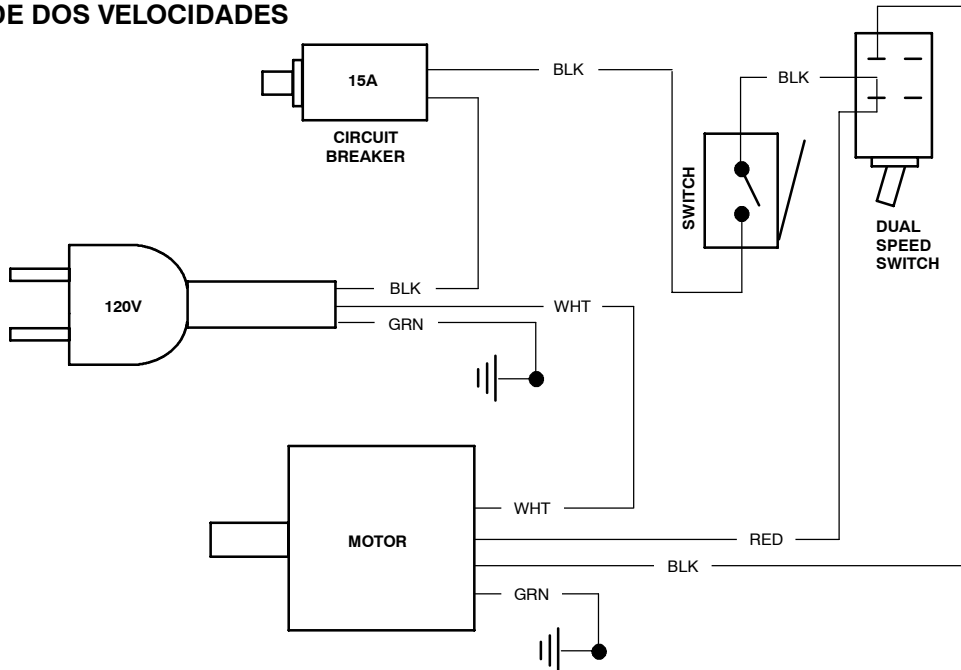 DE DOS VELOCIDADES
15A
BLK
CIRCUIT
BREAKER
BLK
SWITCH
DUAL
SPEED
SWITCH
120V
BLK
WHT
GRN
MOTOR
WHT
RED
BLK
GRN